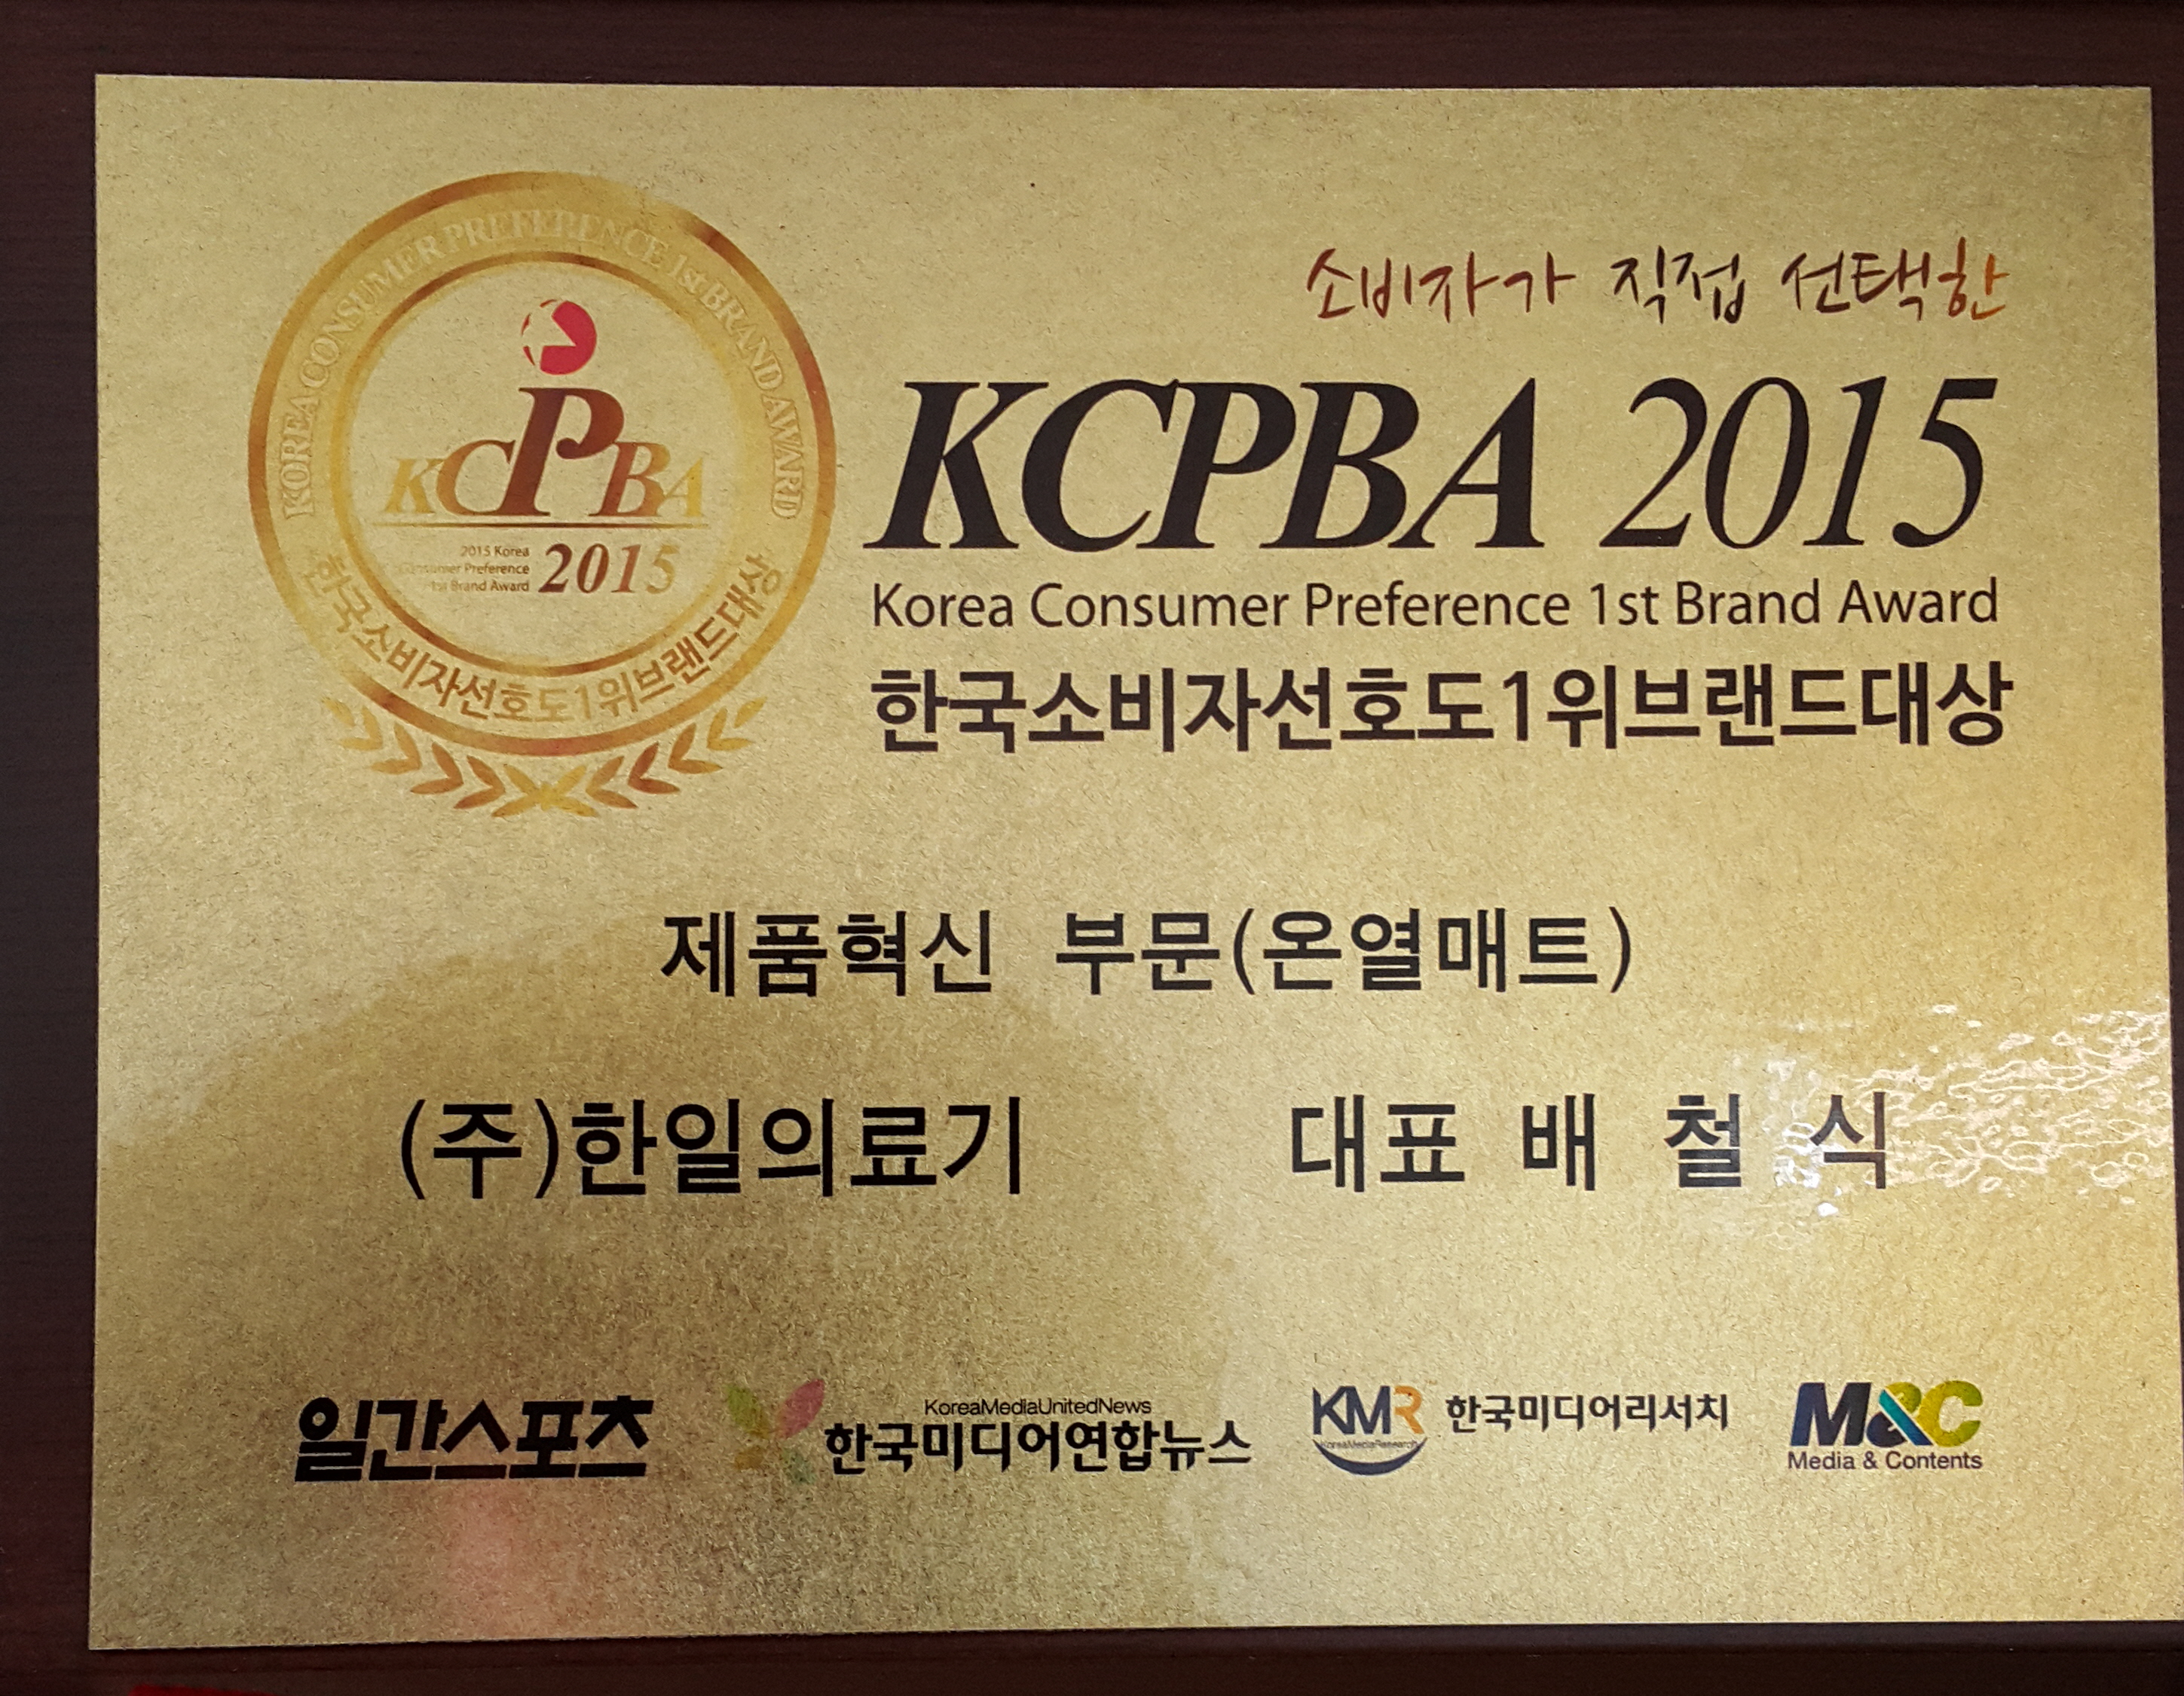 KOREA CONSUMER PREFERENCE 1st BRAND AWARD
KCPBA
2015 Korea
Consumer Preference
1st Brand Award
2015
한국소비자선호도1위브랜드대상
소비자가 직접 선택한
KCPBA 2015
Korea Consumer Preference 1st Brand Award
한국소비자선호도1위브랜드대상
제품혁신 부문(온열매트)
(주)한일의료기 대표 배 철 식
일간스포츠
KoreaMediaUnitedNews
한국미디어연합뉴스
KMR
KoreaMediaResearch
한국미디어리서치
M&C
Media & Contents